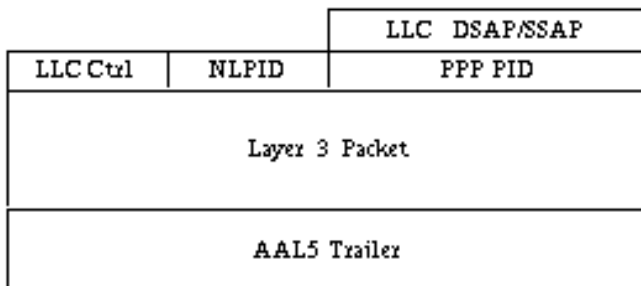 LLC DSAP/SSAP
LLC Ctrl NLPID PPP PID
Layer 3 Packet
AAL5 Trailer